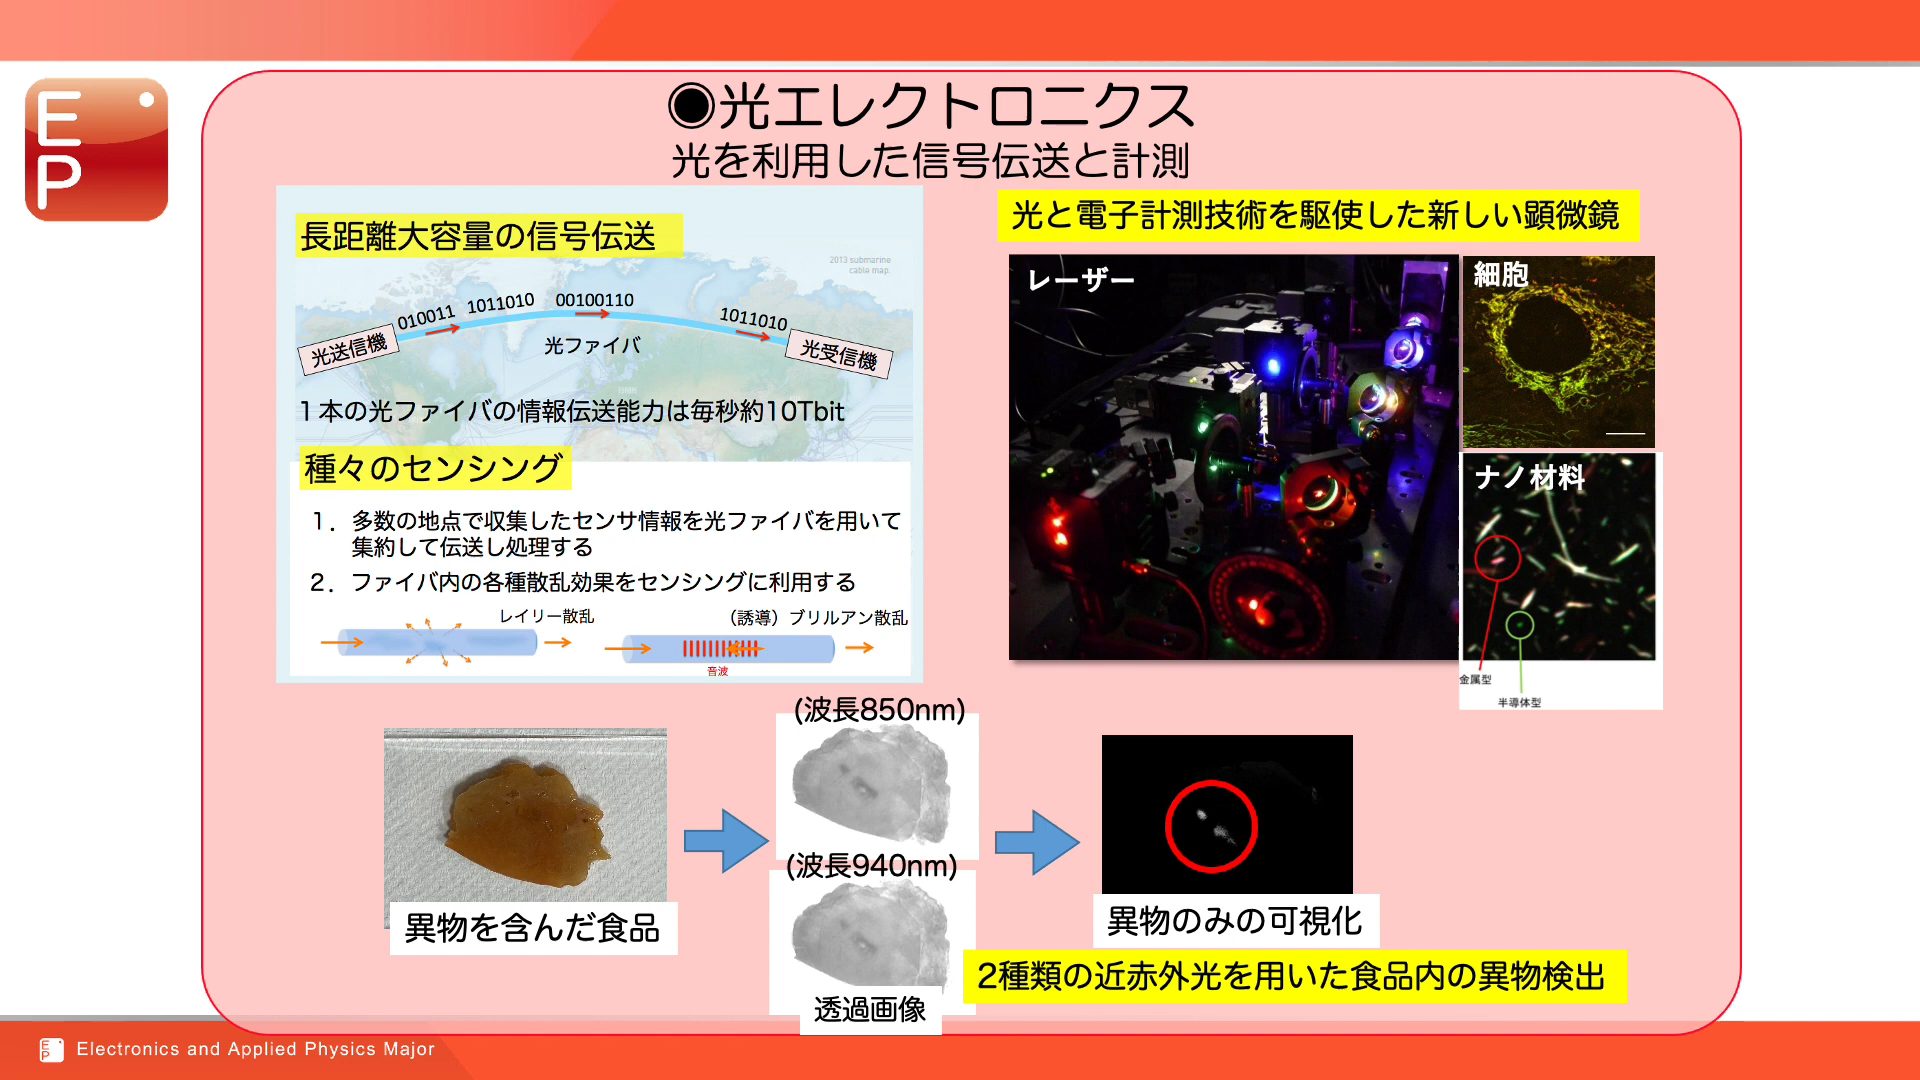 E
P
◉光エレクトロニクス
光を利用した信号伝送と計測
長距離大容量の信号伝送
2013 submarine
cable map.
010011 1011010 00100110 1011010
光送信機
光ファイバ
光受信機
1本の光ファイバの情報伝送能力は毎秒約10Tbit
種々のセンシング
1. 多数の地点で収集したセンサ情報を光ファイバを用いて
集約して伝送し処理する
2. ファイバ内の各種散乱効果をセンシングに利用する
レイリー散乱
（誘導）ブリルアン散乱
音波
光と電子計測技術を駆使した新しい顕微鏡
レーザー
細胞
ナノ材料
金属型
半導体型
異物を含んだ食品
(波長850nm)
(波長940nm)
透過画像
異物のみの可視化
2種類の近赤外光を用いた食品内の異物検出
E
P
Electronics and Applied Physics Major